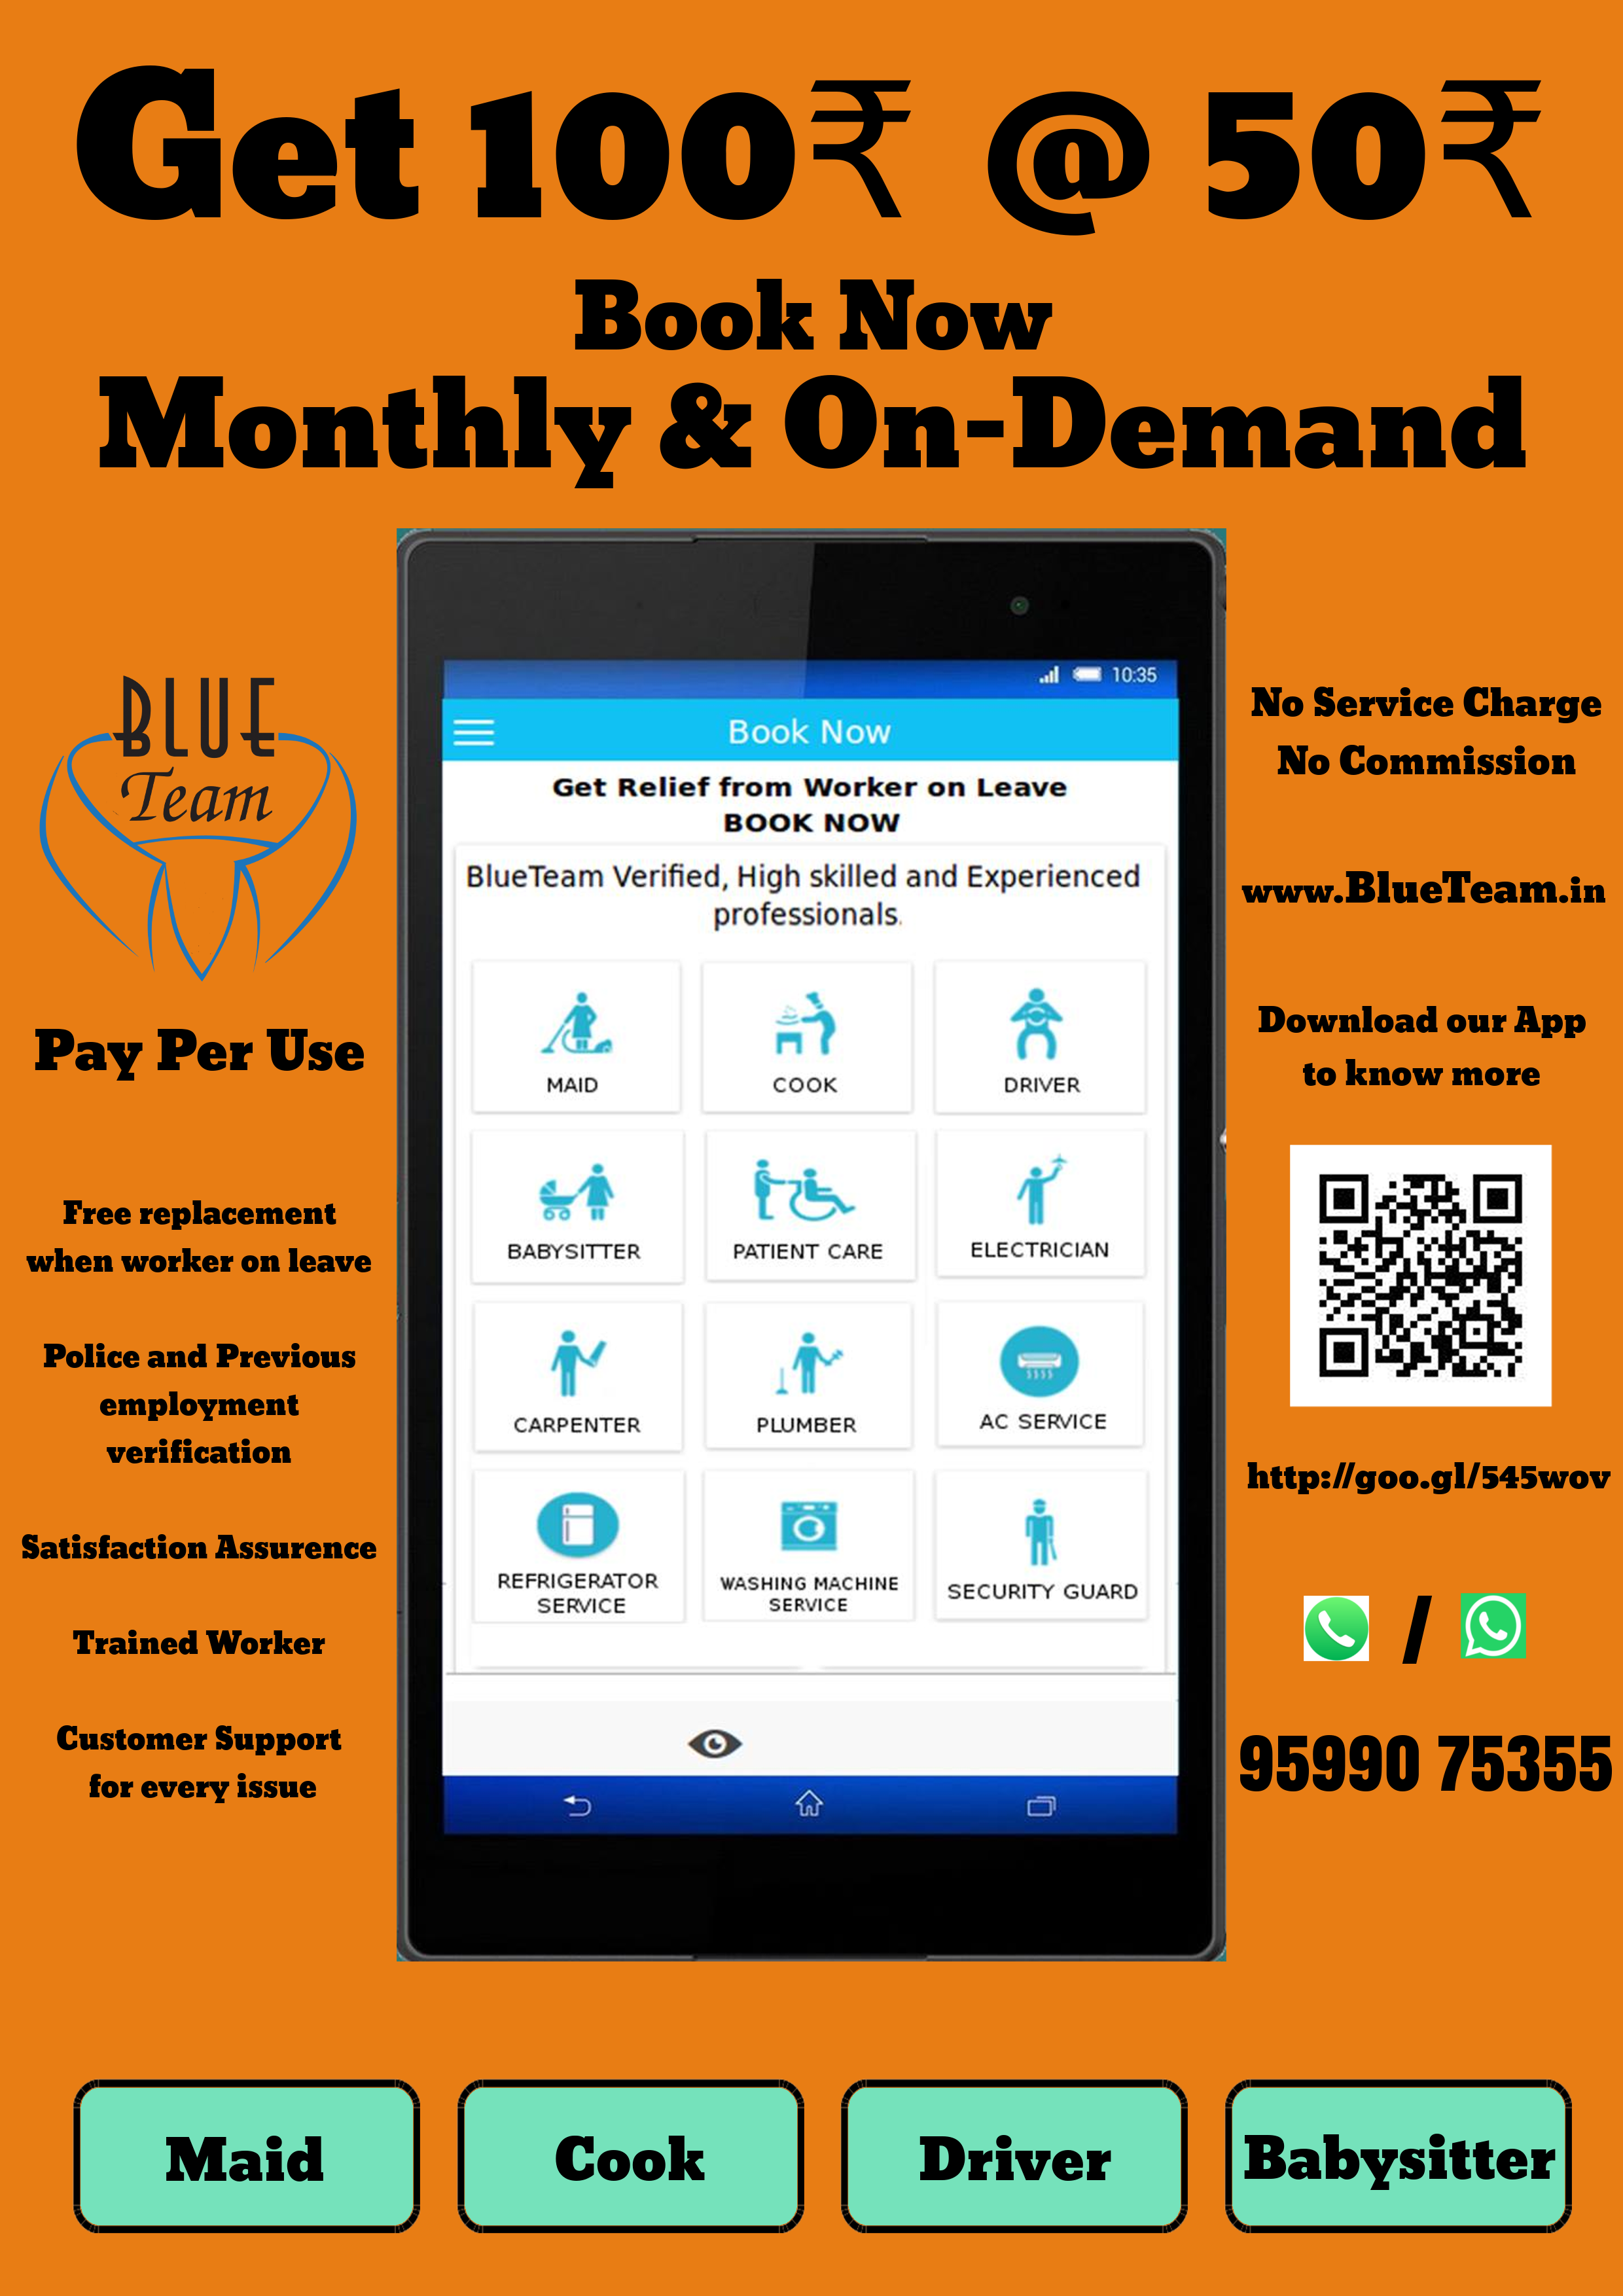 Get 100₹ @ 50₹
Book Now
Monthly & On-Demand
BLUE
Team
Pay Per Use
Free replacement
when worker on leave
Police and Previous
employment
verification
Satisfaction Assurence
Trained Worker
Customer Support
for every issue
10:35
Book Now
Get Relief from Worker on Leave
BOOK NOW
BlueTeam Verified, High skilled and Experienced
professionals.
MAID
COOK
DRIVER
BABYSITTER
PATIENT CARE
ELECTRICIAN
CARPENTER
PLUMBER
AC SERVICE
REFRIGERATOR
SERVICE
WASHING MACHINE
SERVICE
SECURITY GUARD
No Service Charge
No Commission
www.BlueTeam.in
Download our App
to know more
http://goo.gl/545wov
/
95990 75355
Maid
Cook
Driver
Babysitter